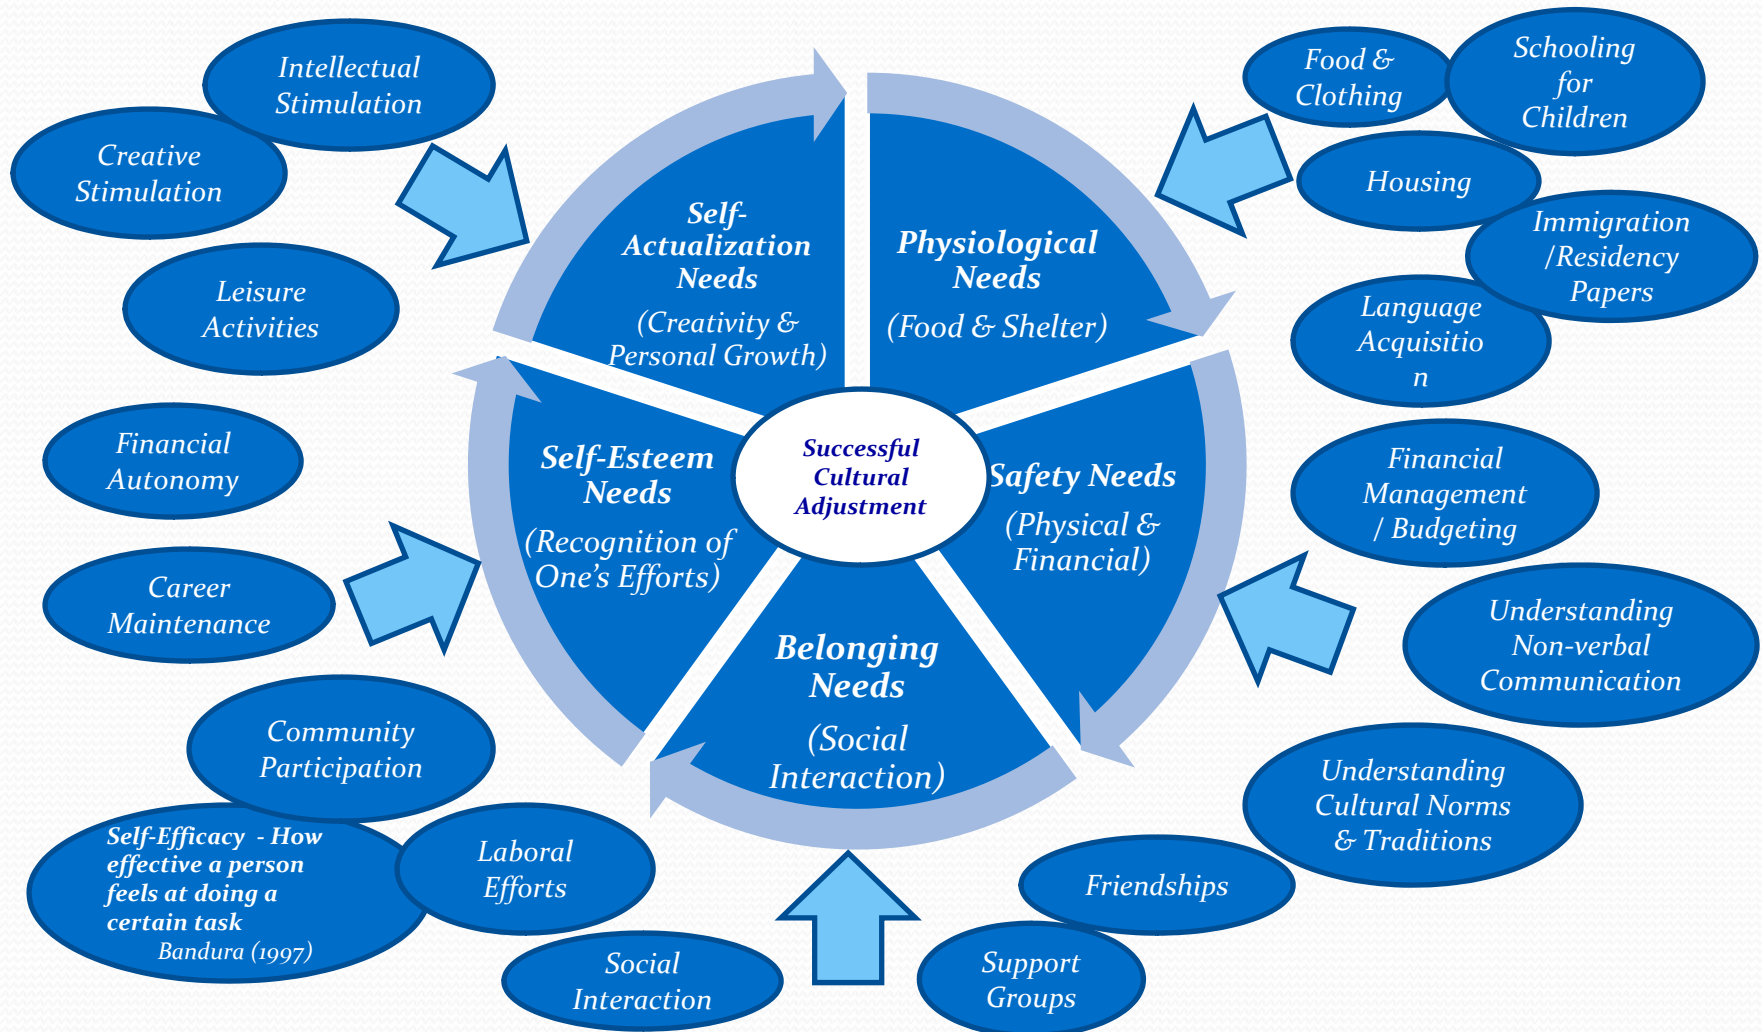 Intellectual
Stimulation
Creative
Stimulation
Leisure
Activities
Financial
Autonomy
Career
Maintenance
Community
Participation
Self-Efficacy - How
effective a person
feels at doing a
certain task
Bandura (1997)
Laboral
Efforts
Social
Interaction
Self-
Actualization
Needs
(Creativity &
Personal Growth)
Physiological
Needs
(Food & Shelter)
Self-Esteem
Needs
(Recognition of
One's Efforts)
Successful
Cultural
Adjustment
Safety Needs
(Physical &
Financial)
Belonging
Needs
(Social
Interaction)
Food &
Clothing
Schooling
for
Children
Housing
Immigration
/Residency
Papers
Language
Acquisitio
n
Financial
Management
/ Budgeting
Understanding
Non-verbal
Communication
Understanding
Cultural Norms
& Traditions
Friendships
Support
Groups